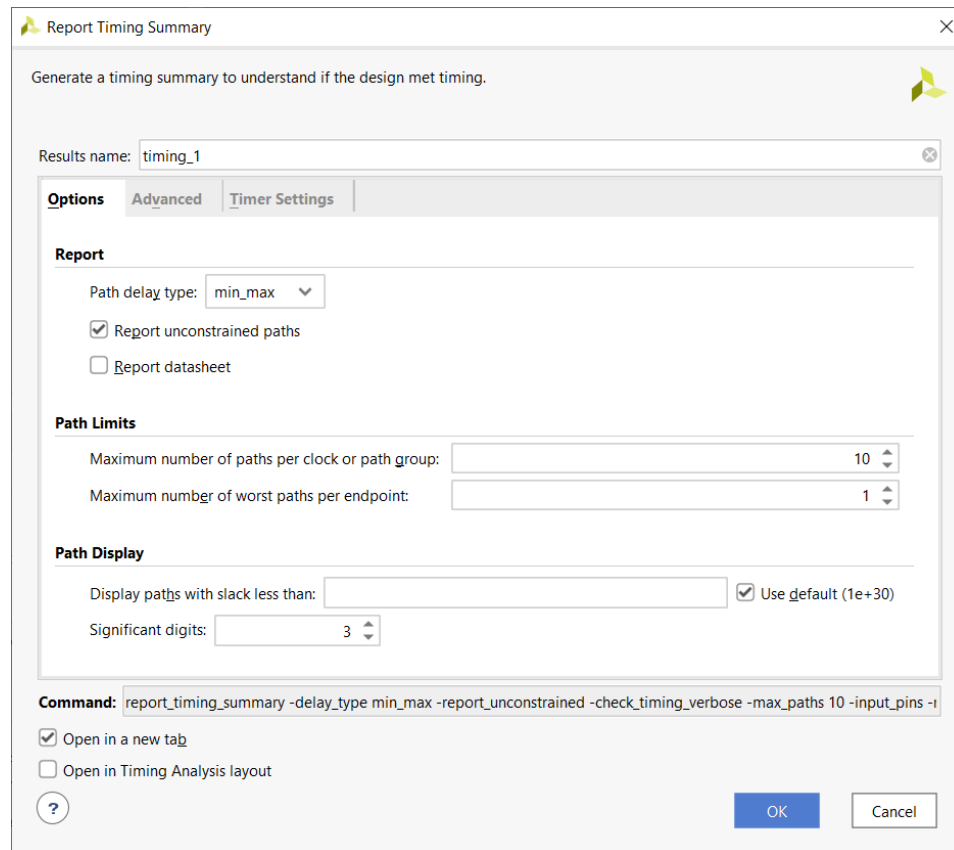 Report Timing Summary
Generate a timing summary to understand if the design met timing.
Results name: timing_1
Options Advanced Timer Settings
Report
Path delay type: min_max
Report unconstrained paths
Report datasheet
Path Limits
Maximum number of paths per clock or path group: 10
Maximum number of worst paths per endpoint: 1
Path Display
Display paths with slack less than: Use default (1e+30)
Significant digits: 3
Command: report_timing_summary -delay_type min_max -report_unconstrained -check_timing_verbose -max_paths 10 -input_pins
Open in a new tab
Open in Timing Analysis layout
? OK Cancel